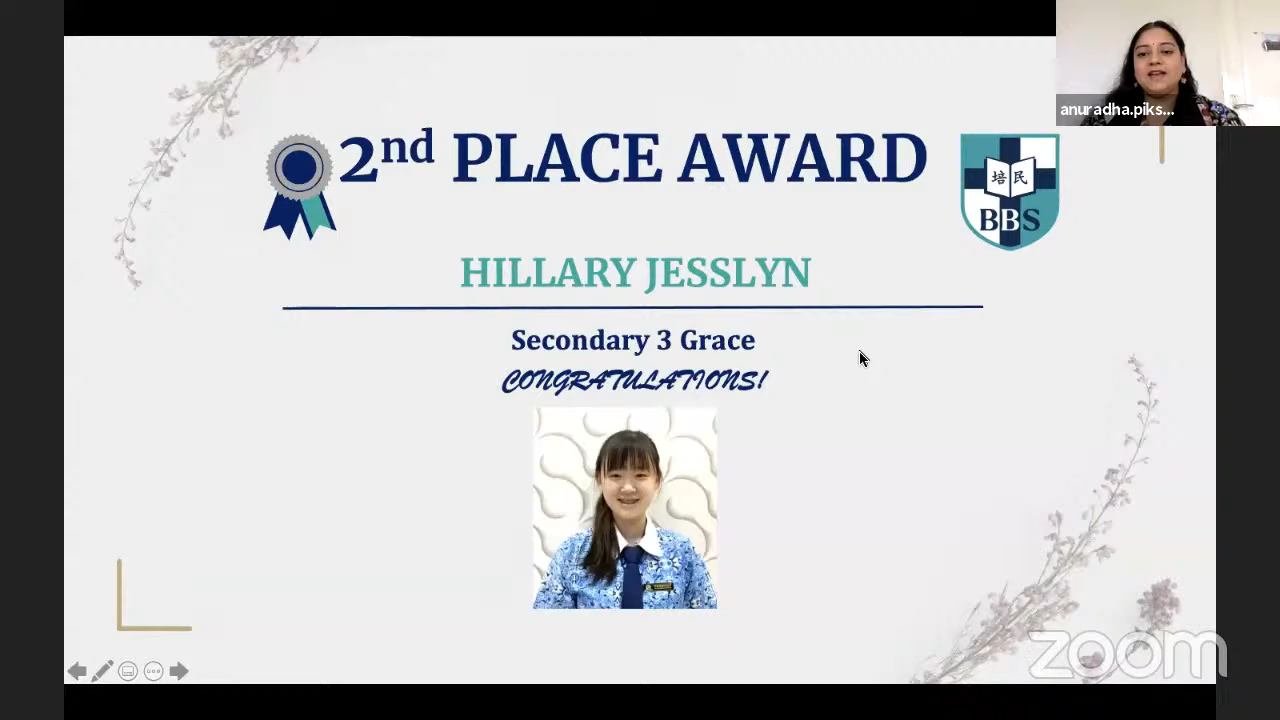 anuradha.piks...
2nd PLACE AWARD
培民
BBS
HILLARY JESSLYN
Secondary 3 Grace
CONGRATULATIONS!
zoom